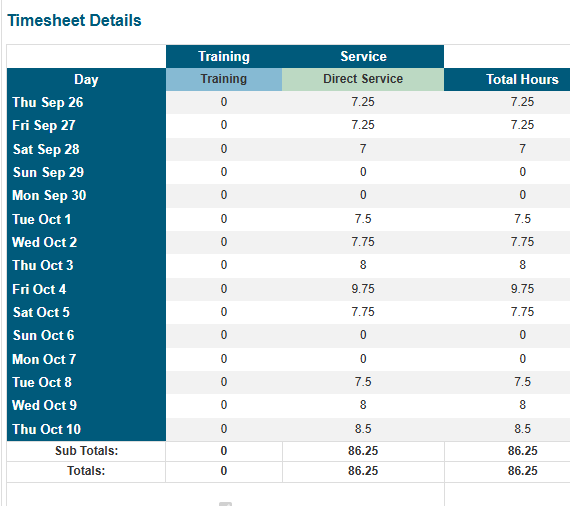 Timesheet Details
Training Service
Day Training Direct Service Total Hours
Thu Sep 26 0 7.25 7.25
Fri Sep 27 0 7.25 7.25
Sat Sep 28 0 7 7
Sun Sep 29 0 0 0
Mon Sep 30 0 0 0
Tue Oct 1 0 7.5 7.5
Wed Oct 2 0 7.75 7.75
Thu Oct 3 0 8 8
Fri Oct 4 0 9.75 9.75
Sat Oct 5 0 7.75 7.75
Sun Oct 6 0 0 0
Mon Oct 7 0 0 0
Tue Oct 8 0 7.5 7.5
Wed Oct 9 0 8 8
Thu Oct 10 0 8.5 8.5
Sub Totals: 0 86.25 86.25
Totals: 0 86.25 86.25